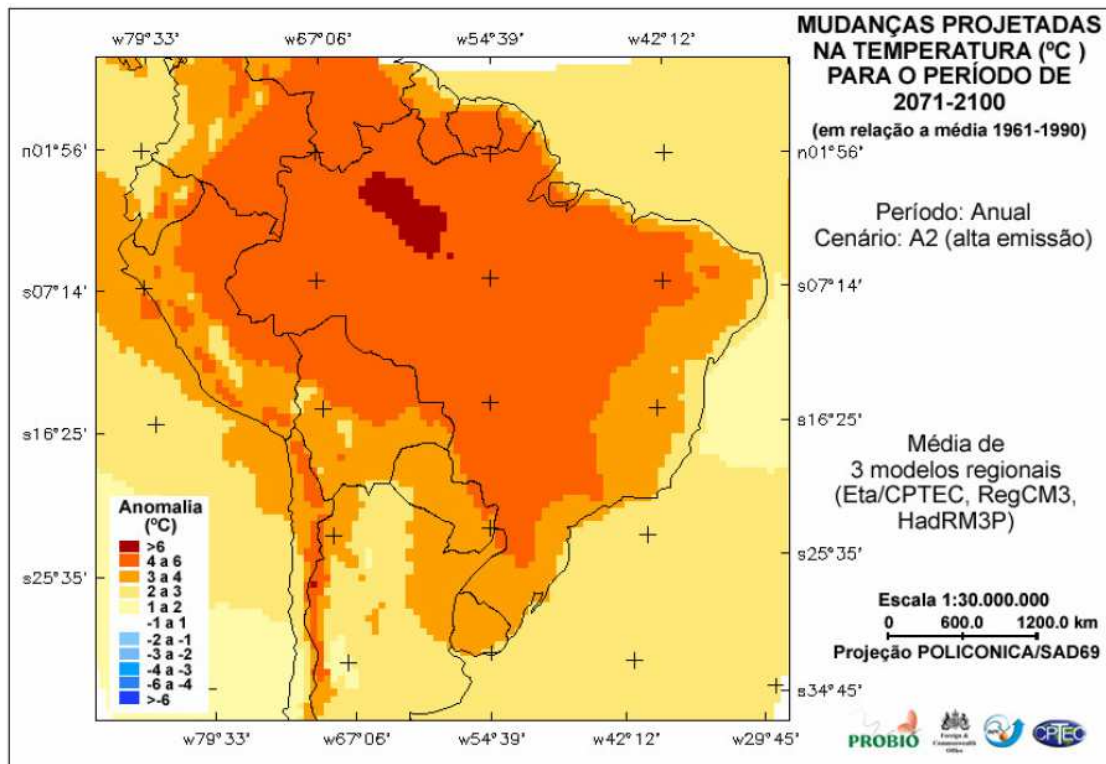 MUDANÇAS PROJETADAS
NA TEMPERATURA (ºC )
PARA O PERÍODO DE
2071-2100
(em relação a média 1961-1990)
w79°33' w67°06' w54°39' w42°12'
n01°56' n01°56'
Período: Anual
Cenário: A2 (alta emissão)
s07°14' s07°14'
s16°25' s16°25'
Média de
3 modelos regionais
(Eta/CPTEC, RegCM3,
HadRM3P)
s25°35' s25°35'
Anomalia
(ºC)
>6
4 a 6
3 a 4
2 a 3
1 a 2
-1 a 1
-2 a -1
-3 a -2
-4 a -3
-6 a -4
>-6
Escala 1:30.000.000
0 600.0 1200.0 km
Projeção POLICONICA/SAD69
s34°45'
w79°33' w67°06' w54°39' w42°12' w29°45'
PROBIO
Foreign &
Commonwealth
Office
CPTEC